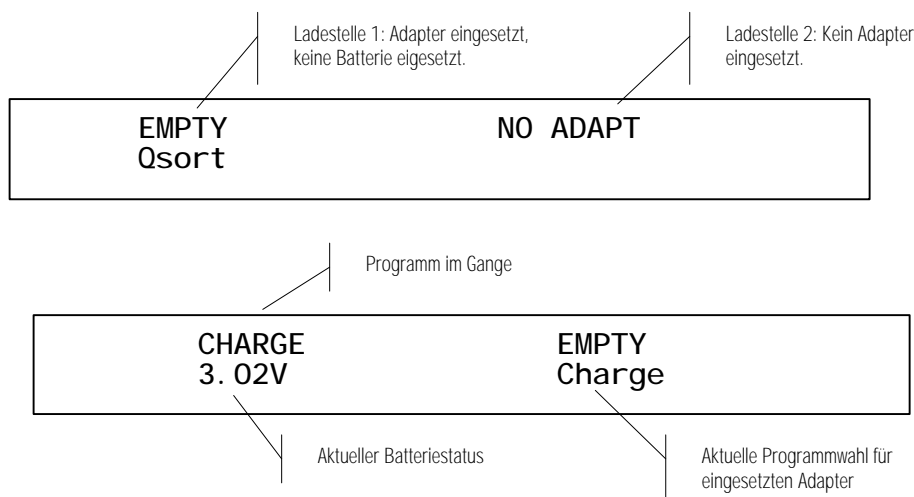 Ladestelle 1: Adapter eingesetzt,
keine Batterie eigesetzt.
Ladestelle 2: Kein Adapter
eingesetzt.
EMPTY NO ADAPT
Qsort
Programm im Gange
CHARGE EMPTY
3.02V Charge
Aktueller Batteriestatus
Aktuelle Programmwahl für
eingesetzten Adapter